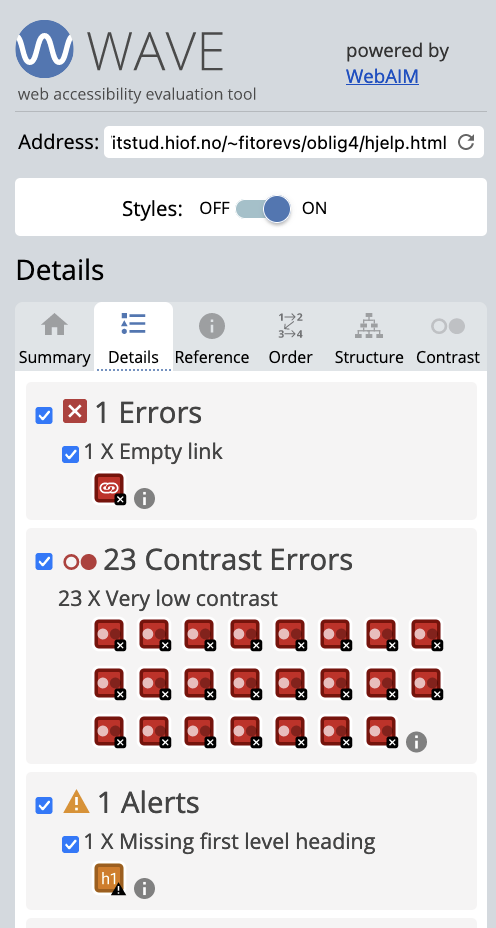 WAVE
web accessibility evaluation tool
powered by
WebAIM
Address: itstud.hiof.no/~fitorevs/oblig4/hjelp.html
Styles: OFF ON
Details
Summary Details Reference Order Structure Contrast
1 Errors
1 X Empty link
23 Contrast Errors
23 X Very low contrast
1 Alerts
1 X Missing first level heading
h1